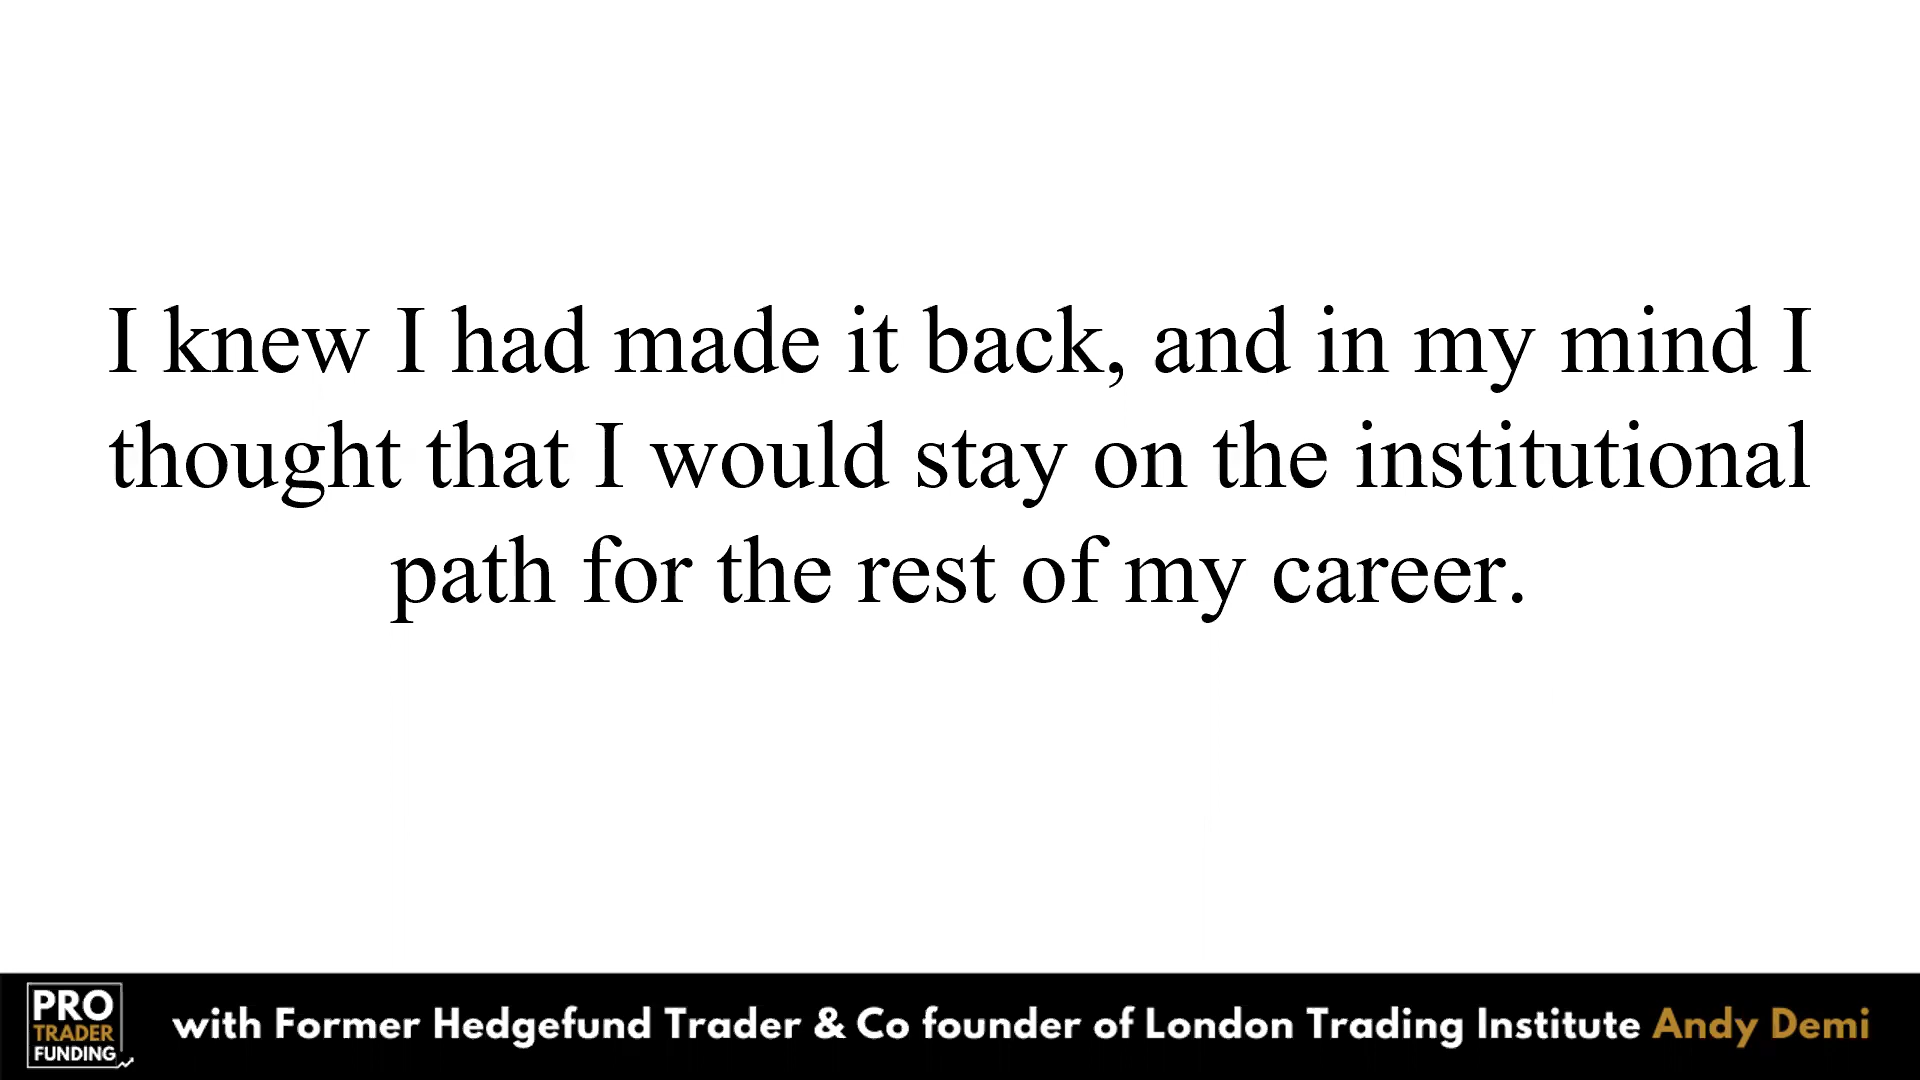 I knew I had made it back, and in my mind I
thought that I would stay on the institutional
path for the rest of my career.
PRO
TRADER
FUNDING
with Former Hedgefund Trader & Co founder of London Trading Institute Andy Demi